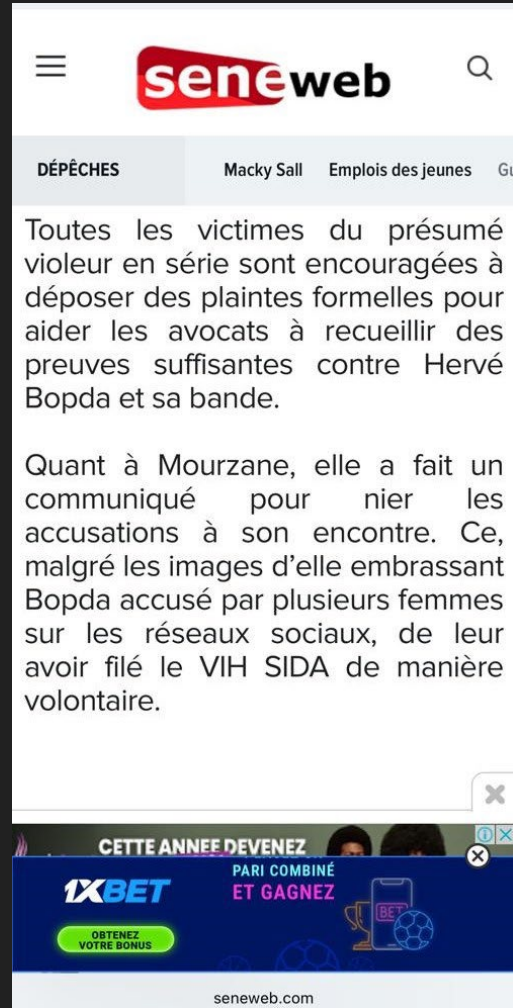 seneweb
DÉPÊCHES Macky Sall Emplois des jeunes Gu
Toutes les victimes du présumé
violeur en série sont encouragées à
déposer des plaintes formelles pour
aider les avocats à recueillir des
preuves suffisantes contre Hervé
Bopda et sa bande.
Quant à Mourzane, elle a fait un
communiqué pour nier les
accusations à son encontre. Ce,
malgré les images d’elle embrassant
Bopda accusé par plusieurs femmes
sur les réseaux sociaux, de leur
avoir filé le VIH SIDA de manière
volontaire.
CETTE ANNEE DEVENEZ
1XBET
PARI COMBINÉ
ET GAGNEZ
OBTENEZ
VOTRE BONUS
BET
seneweb.com